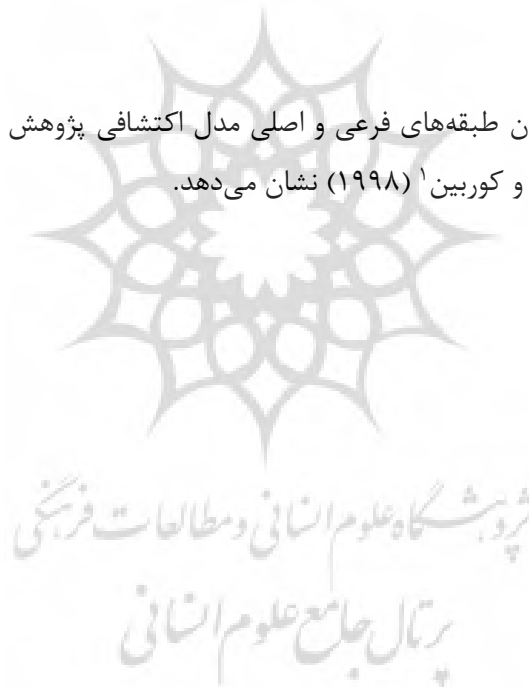 ن طبقه‌های فرعی و اصلی مدل اکتشافی پژوهش
و کوربین۱ (۱۹۹۸) نشان می‌دهد.
پژوهشگاه علوم انسانی و مطالعات فرهنگی
پرتال جامع علوم انسانی